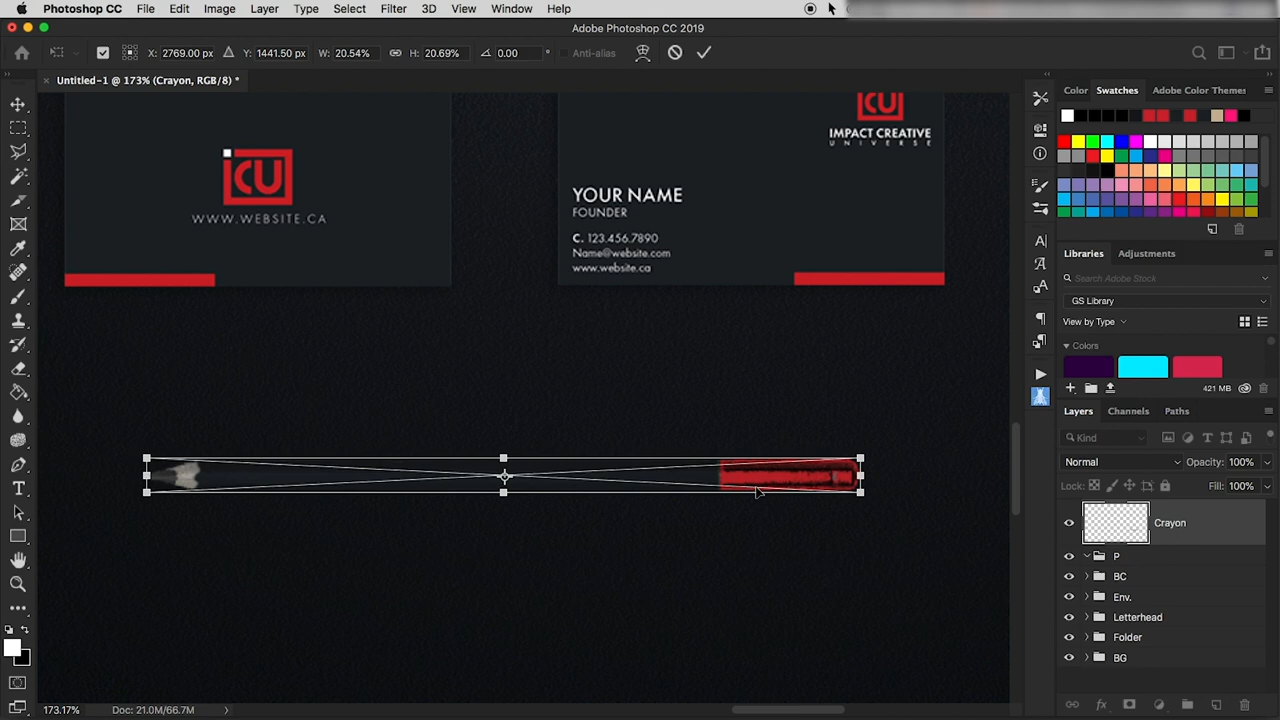 Photoshop CC File Edit Image Layer Type Select Filter 3D View Window Help
Adobe Photoshop CC 2019
X: 2769.00 px Y: 1441.50 px W: 20.54% H: 20.69% 0.00 ° Anti-alias
× Untitled-1 @ 173% (Crayon, RGB/8) *
Color Swatches Adobe Color Themes
iCU
WWW.WEBSITE.CA
iCU
IMPACT CREATIVE
UNIVERSE
YOUR NAME
FOUNDER
C. 123.456.7890
Name@website.com
www.website.ca
Libraries Adjustments
Search Adobe Stock
GS Library
View by Type
Colors
421 MB
Layers Channels Paths
Kind
Normal Opacity: 100%
Lock: Fill: 100%
Crayon
P
BC
Env.
Letterhead
Folder
BG
173.17% Doc: 21.0M/66.7M